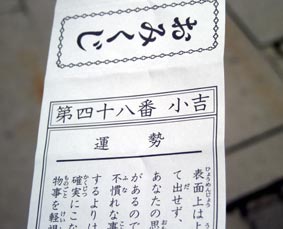 おみくじ
第四十八番 小吉
運勢
表面上は上
て出せず、
あなたの思
があるので
不慣れな事
するよりは
確実にこな
物事を軽視